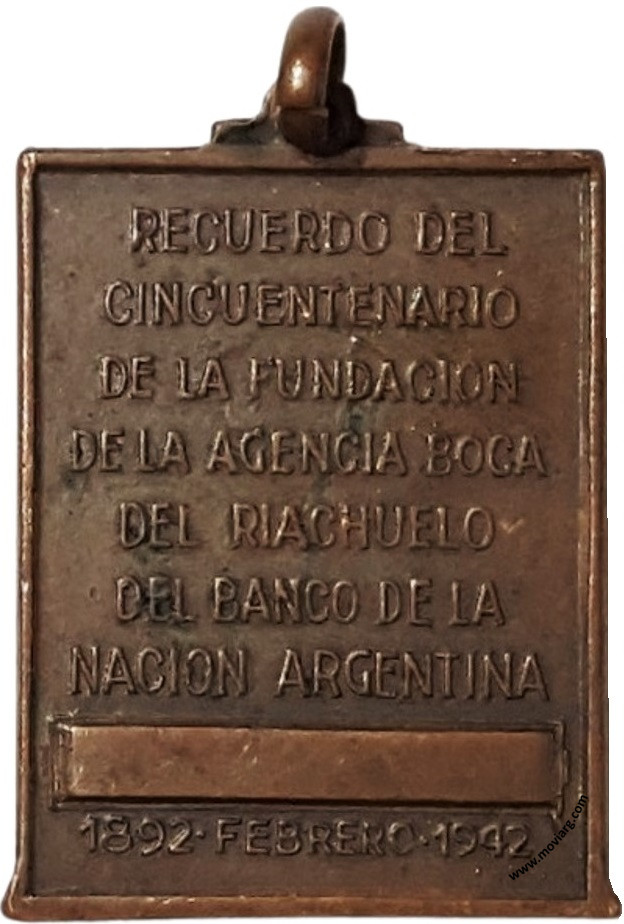 RECUERDO DEL
CINCUENTENARIO
DE LA FUNDACION
DE LA AGENCIA BOCA
DEL RIACHUELO
DEL BANCO DE LA
NACION ARGENTINA
1892·FEBRERO·1942
www.moviarg.com